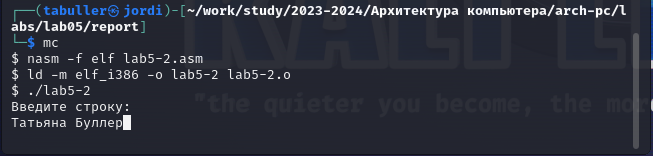 ┌──(tabuller㉿jordi)-[~/work/study/2023-2024/Архитектура компьютера/arch-pc/l
abs/lab05/report]
└─$ mc
$ nasm -f elf lab5-2.asm
$ ld -m elf_i386 -o lab5-2 lab5-2.o
$ ./lab5-2
Введите строку:
"the quieter you become, the mor
Татьяна Буллер